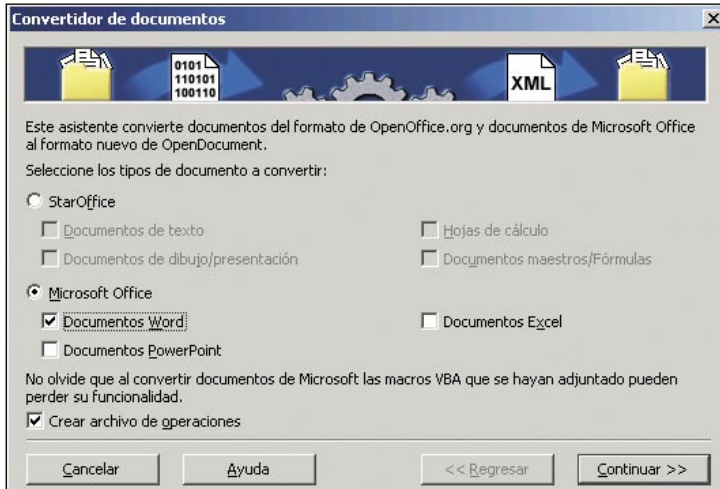 Convertidor de documentos
0101
110101
100110
XML
Este asistente convierte documentos del formato de OpenOffice.org y documentos de Microsoft Office
al formato nuevo de OpenDocument.
Seleccione los tipos de documento a convertir:
StarOffice
Documentos de texto
Hojas de cálculo
Documentos de dibujo/presentación
Documentos maestros/Fórmulas
Microsoft Office
Documentos Word
Documentos Excel
Documentos PowerPoint
No olvide que al convertir documentos de Microsoft las macros VBA que se hayan adjuntado pueden
perder su funcionalidad.
Crear archivo de operaciones
Cancelar
Ayuda
<< Regresar
Continuar >>